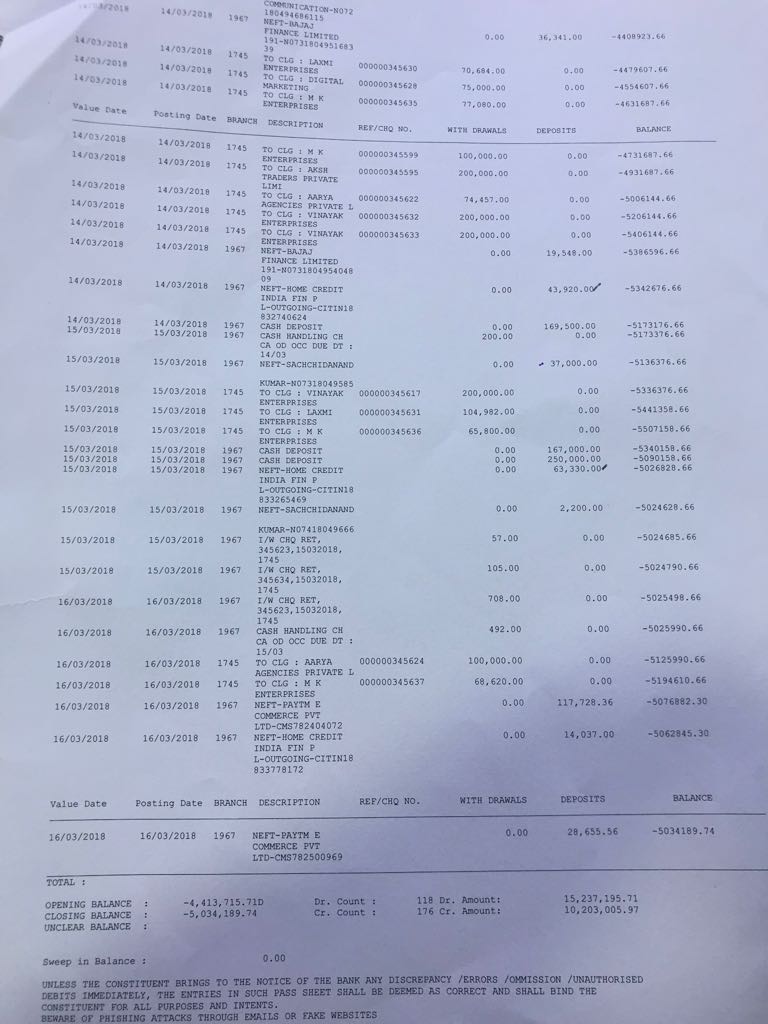 COMMUNICATION-N072
14/03/2018 1967 180494686115
NEFT-BAJAJ
FINANCE LIMITED 0.00 36,341.00 -4408923.66
191-N0731804951683
39
14/03/2018 14/03/2018 1745 TO CLG : LAXMI 000000345630 70,684.00 0.00 -4479607.66
ENTERPRISES
14/03/2018 14/03/2018 1745 TO CLG : DIGITAL 000000345628 75,000.00 0.00 -4554607.66
MARKETING
14/03/2018 14/03/2018 1745 TO CLG : M K 000000345635 77,080.00 0.00 -4631687.66
ENTERPRISES
Value Date Posting Date BRANCH DESCRIPTION REF/CHQ NO. WITH DRAWALS DEPOSITS BALANCE
14/03/2018 14/03/2018 1745 TO CLG : M K 000000345599 100,000.00 0.00 -4731687.66
ENTERPRISES
14/03/2018 14/03/2018 1745 TO CLG : AKSH 000000345595 200,000.00 0.00 -4931687.66
TRADERS PRIVATE
LIMI
14/03/2018 14/03/2018 1745 TO CLG : AARYA 000000345622 74,457.00 0.00 -5006144.66
AGENCIES PRIVATE L
14/03/2018 14/03/2018 1745 TO CLG : VINAYAK 000000345632 200,000.00 0.00 -5206144.66
ENTERPRISES
14/03/2018 14/03/2018 1745 TO CLG : VINAYAK 000000345633 200,000.00 0.00 -5406144.66
ENTERPRISES
14/03/2018 14/03/2018 1967 NEFT-BAJAJ 0.00 19,548.00 -5386596.66
FINANCE LIMITED
191-N0731804954048
09
14/03/2018 14/03/2018 1967 NEFT-HOME CREDIT 0.00 43,920.00 -5342676.66
INDIA FIN P
L-OUTGOING-CITIN18
832740624
14/03/2018 14/03/2018 1967 CASH DEPOSIT 0.00 169,500.00 -5173176.66
15/03/2018 15/03/2018 1967 CASH HANDLING CH 200.00 0.00 -5173376.66
CA OD OCC DUE DT :
14/03
15/03/2018 15/03/2018 1967 NEFT-SACHCHIDANAND 0.00 37,000.00 -5136376.66
KUMAR-N07318049585
15/03/2018 15/03/2018 1745 TO CLG : VINAYAK 000000345617 200,000.00 0.00 -5336376.66
ENTERPRISES
15/03/2018 15/03/2018 1745 TO CLG : LAXMI 000000345631 104,982.00 0.00 -5441358.66
ENTERPRISES
15/03/2018 15/03/2018 1745 TO CLG : M K 000000345636 65,800.00 0.00 -5507158.66
ENTERPRISES
15/03/2018 15/03/2018 1967 CASH DEPOSIT 0.00 167,000.00 -5340158.66
15/03/2018 15/03/2018 1967 CASH DEPOSIT 0.00 250,000.00 -5090158.66
15/03/2018 15/03/2018 1967 NEFT-HOME CREDIT 0.00 63,330.00 -5026828.66
INDIA FIN P
L-OUTGOING-CITIN18
833265469
15/03/2018 15/03/2018 1967 NEFT-SACHCHIDANAND 0.00 2,200.00 -5024628.66
KUMAR-N07418049666
15/03/2018 15/03/2018 1967 I/W CHQ RET, 57.00 0.00 -5024685.66
345623,15032018,
1745
15/03/2018 15/03/2018 1967 I/W CHQ RET, 105.00 0.00 -5024790.66
345634,15032018,
1745
16/03/2018 16/03/2018 1967 I/W CHQ RET, 708.00 0.00 -5025498.66
345623,15032018,
1745
16/03/2018 16/03/2018 1967 CASH HANDLING CH 492.00 0.00 -5025990.66
CA OD OCC DUE DT :
15/03
16/03/2018 16/03/2018 1745 TO CLG : AARYA 000000345624 100,000.00 0.00 -5125990.66
AGENCIES PRIVATE L
16/03/2018 16/03/2018 1745 TO CLG : M K 000000345637 68,620.00 0.00 -5194610.66
ENTERPRISES
16/03/2018 16/03/2018 1967 NEFT-PAYTM E 0.00 117,728.36 -5076882.30
COMMERCE PVT
LTD-CMS782404072
16/03/2018 16/03/2018 1967 NEFT-HOME CREDIT 0.00 14,037.00 -5062845.30
INDIA FIN P
L-OUTGOING-CITIN18
833778172
Value Date Posting Date BRANCH DESCRIPTION REF/CHQ NO. WITH DRAWALS DEPOSITS BALANCE
16/03/2018 16/03/2018 1967 NEFT-PAYTM E 0.00 28,655.56 -5034189.74
COMMERCE PVT
LTD-CMS782500969
TOTAL :
OPENING BALANCE : -4,413,715.71D Dr. Count : 118 Dr. Amount: 15,237,195.71
CLOSING BALANCE : -5,034,189.74 Cr. Count : 176 Cr. Amount: 10,203,005.97
UNCLEAR BALANCE :
Sweep in Balance : 0.00
UNLESS THE CONSTITUENT BRINGS TO THE NOTICE OF THE BANK ANY DISCREPANCY /ERRORS /OMMISSION /UNAUTHORISED
DEBITS IMMEDIATELY, THE ENTRIES IN SUCH PASS SHEET SHALL BE DEEMED AS CORRECT AND SHALL BIND THE
CONSTITUENT FOR ALL PURPOSES AND INTENTS.
BEWARE OF PHISHING ATTACKS THROUGH EMAILS OR FAKE WEBSITES